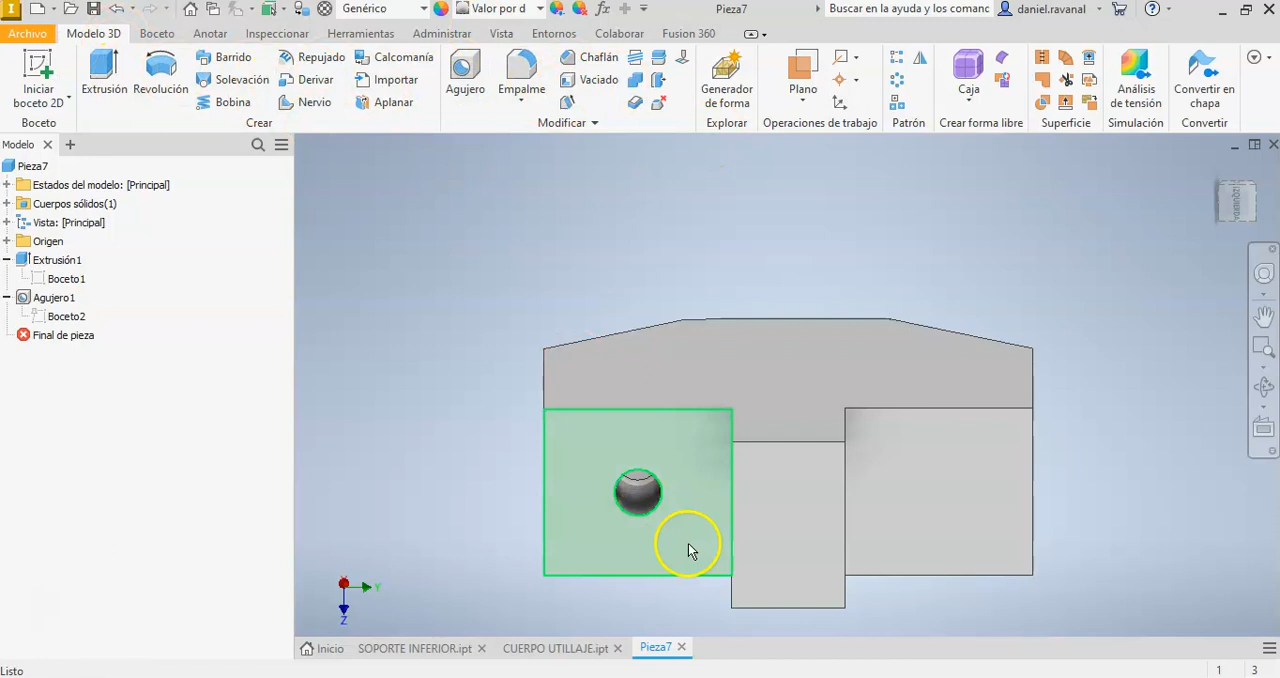 Genérico
Valor por d
fx
Pieza7
Buscar en la ayuda y los comanc
daniel.ravanal
Archivo
Modelo 3D
Boceto
Anotar
Inspeccionar
Herramientas
Administrar
Vista
Entornos
Colaborar
Fusion 360
Iniciar
boceto 2D
Extrusión
Revolución
Barrido
Solevación
Bobina
Repujado
Derivar
Nervio
Calcomanía
Importar
Aplanar
Agujero
Empalme
Chaflán
Vaciado
Generador
de forma
Plano
Caja
Análisis
de tensión
Convertir en
chapa
Boceto
Crear
Modificar
Explorar
Operaciones de trabajo
Patrón
Crear forma libre
Superficie
Simulación
Convertir
Modelo
Pieza7
Estados del modelo: [Principal]
Cuerpos sólidos(1)
Vista: [Principal]
Origen
Extrusión1
Boceto1
Agujero1
Boceto2
Final de pieza
Y
Z
Inicio
SOPORTE INFERIOR.ipt
CUERPO UTILLAJE.ipt
Pieza7
Listo
1
3